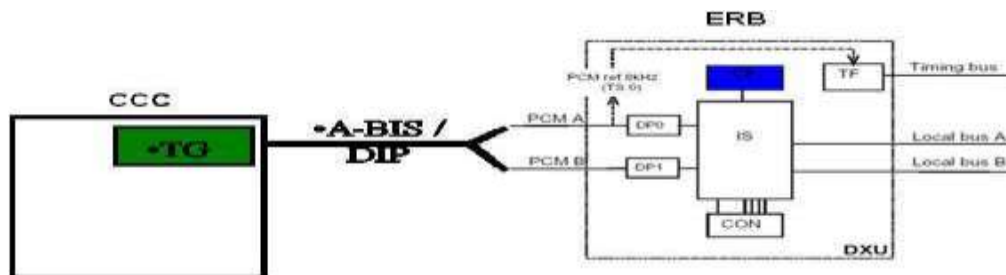 ERB
CCC
•TG
•A-BIS /
DIP
PCM A
PCM B
PCM ref 8kHz
(TS 0)
DP0
DP1
CF
TF
IS
CON
DXU
Timing bus
Local bus A
Local bus B